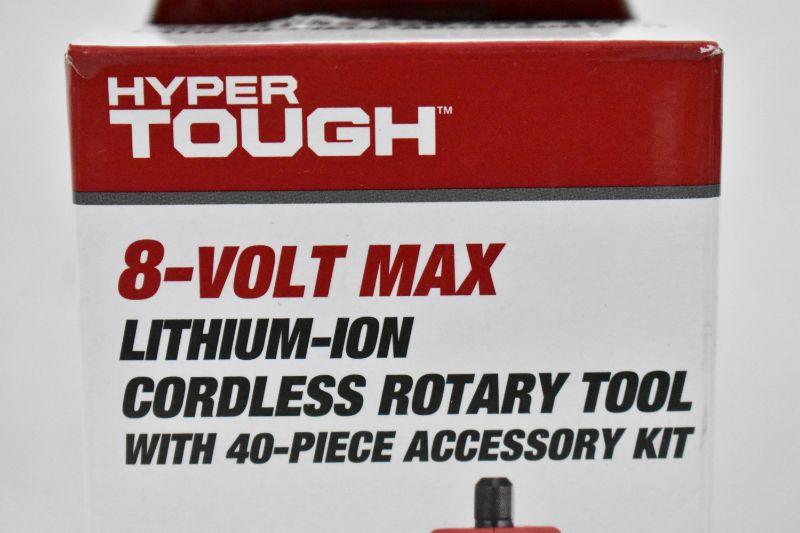 HYPER
TOUGH™
8-VOLT MAX
LITHIUM-ION
CORDLESS ROTARY TOOL
WITH 40-PIECE ACCESSORY KIT